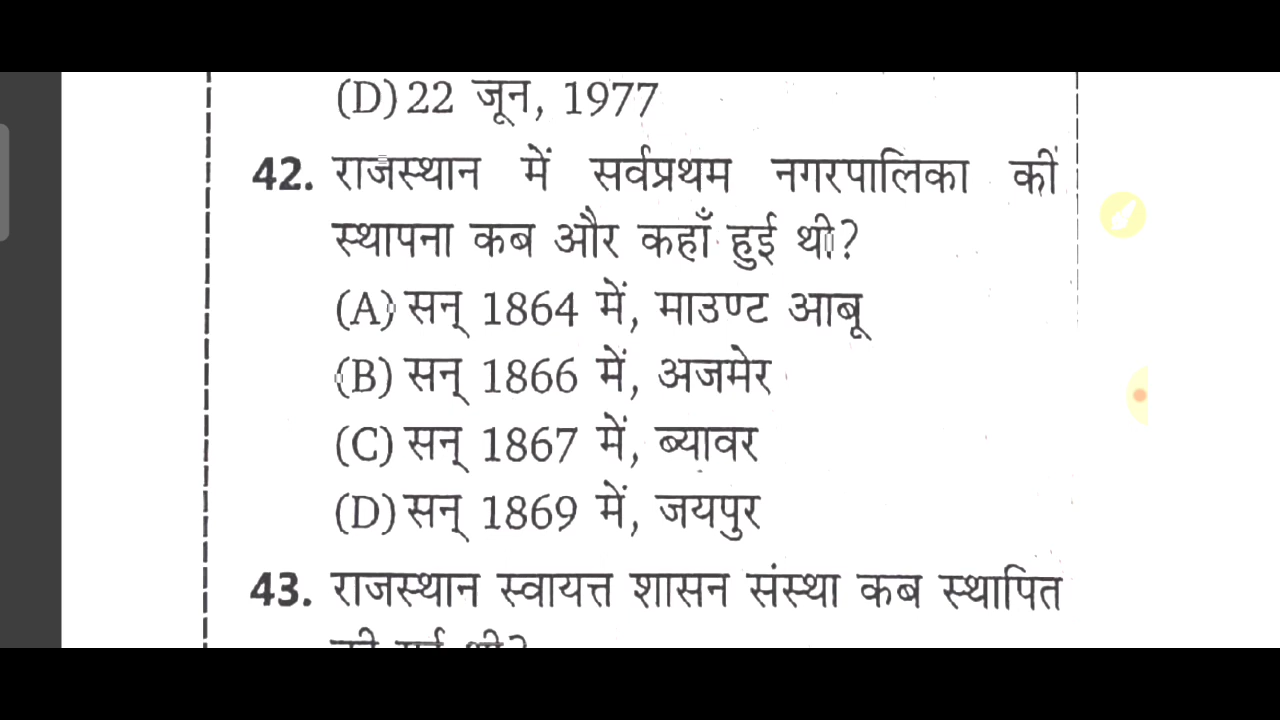 (D) 22 जून, 1977
42. राजस्थान में सर्वप्रथम नगरपालिका की
स्थापना कब और कहाँ हुई थी?
(A) सन् 1864 में, माउण्ट आबू
(B) सन् 1866 में, अजमेर
(C) सन् 1867 में, ब्यावर
(D) सन् 1869 में, जयपुर
43. राजस्थान स्वायत्त शासन संस्था कब स्थापित
की गई थी?